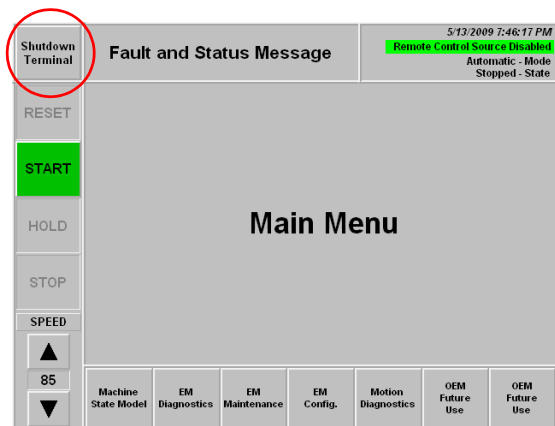 Shutdown
Terminal
Fault and Status Message
5/13/2009 7:46:17 PM
Remote Control Source Disabled
Automatic - Mode
Stopped - State
RESET
START
HOLD
STOP
SPEED
85
Main Menu
Machine
State Model
EM
Diagnostics
EM
Maintenance
EM
Config.
Motion
Diagnostics
OEM
Future
Use
OEM
Future
Use